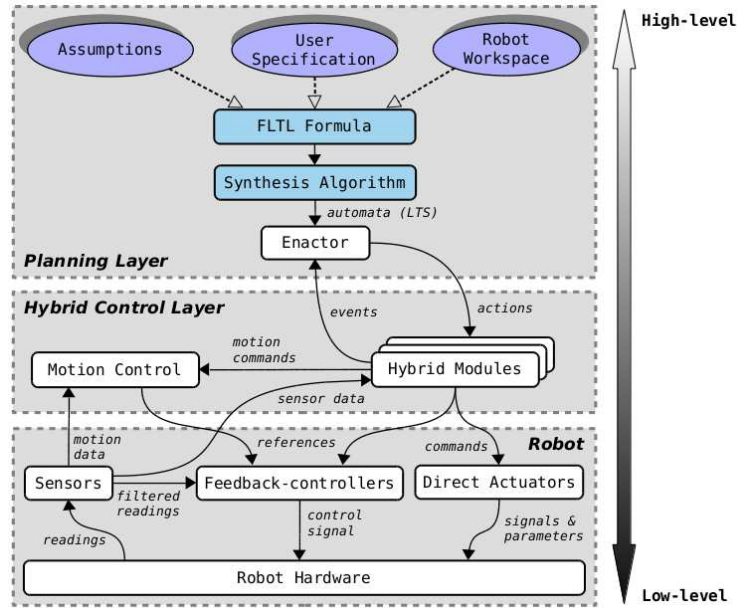 High-level
Assumptions
User
Specification
Robot
Workspace
FLTL Formula
Synthesis Algorithm
automata (LTS)
Enactor
Planning Layer
Hybrid Control Layer
events
actions
motion
commands
Motion Control
Hybrid Modules
sensor data
Robot
motion
data
references
commands
Sensors
Feedback-controllers
Direct Actuators
filtered
readings
control
signal
signals &
parameters
readings
Robot Hardware
Low-level